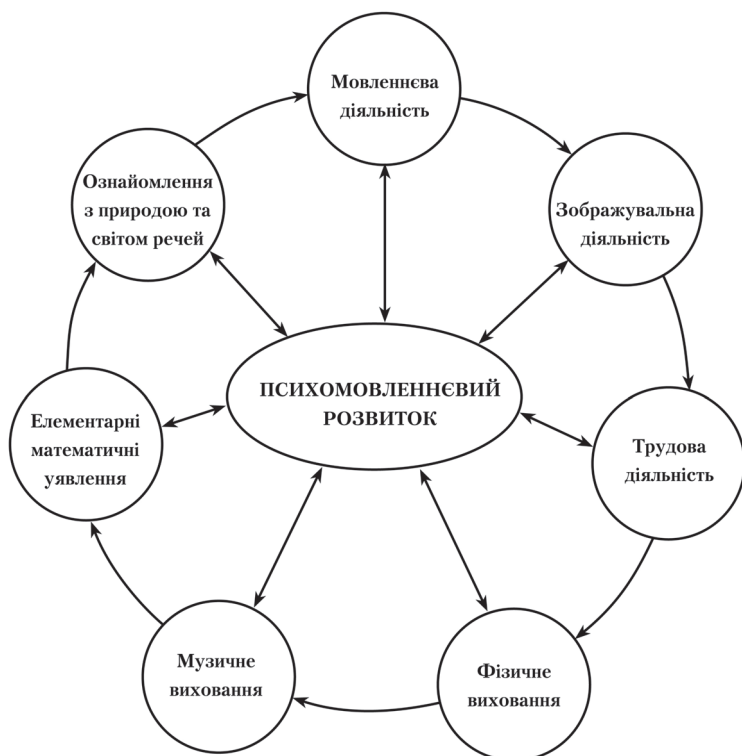 Мовленнєва
діяльність
Зображувальна
діяльність
Трудова
діяльність
Фізичне
виховання
Музичне
виховання
Елементарні
математичні
уявлення
Ознайомлення
з природою та
світом речей
ПСИХОМОВЛЕННЄВИЙ
РОЗВИТОК